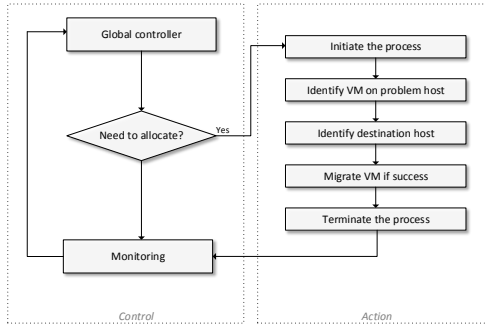 Global controller
Need to allocate?
Yes
Monitoring
Control
Initiate the process
Identify VM on problem host
Identify destination host
Migrate VM if success
Terminate the process
Action